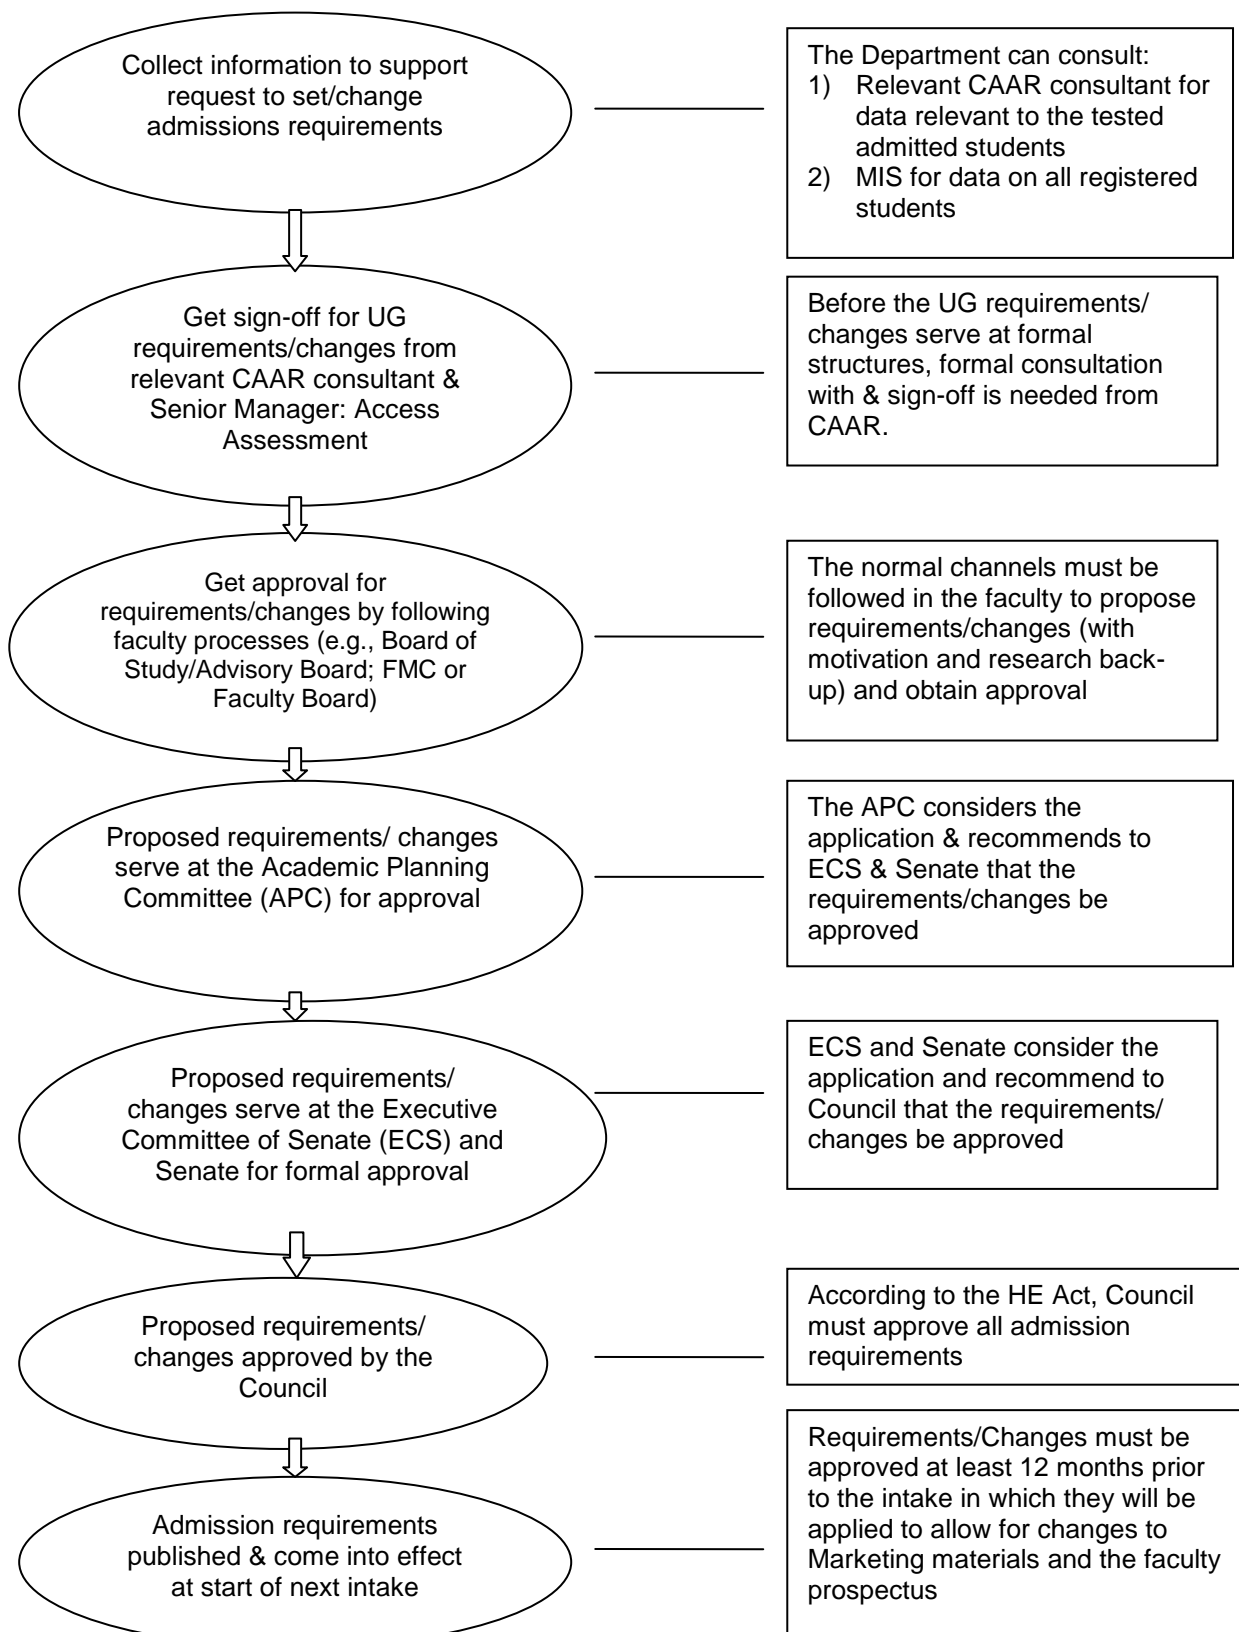 Collect information to support
request to set/change
admissions requirements
The Department can consult:
1) Relevant CAAR consultant for
data relevant to the tested
admitted students
2) MIS for data on all registered
students
Get sign-off for UG
requirements/changes from
relevant CAAR consultant &
Senior Manager: Access
Assessment
Before the UG requirements/
changes serve at formal
structures, formal consultation
with & sign-off is needed from
CAAR.
Get approval for
requirements/changes by following
faculty processes (e.g., Board of
Study/Advisory Board; FMC or
Faculty Board)
The normal channels must be
followed in the faculty to propose
requirements/changes (with
motivation and research back-
up) and obtain approval
Proposed requirements/ changes
serve at the Academic Planning
Committee (APC) for approval
The APC considers the
application & recommends to
ECS & Senate that the
requirements/changes be
approved
Proposed requirements/
changes serve at the Executive
Committee of Senate (ECS) and
Senate for formal approval
ECS and Senate consider the
application and recommend to
Council that the requirements/
changes be approved
Proposed requirements/
changes approved by the
Council
According to the HE Act, Council
must approve all admission
requirements
Admission requirements
published & come into effect
at start of next intake
Requirements/Changes must be
approved at least 12 months prior
to the intake in which they will be
applied to allow for changes to
Marketing materials and the faculty
prospectus